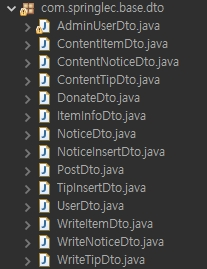 com.springlec.base.dto
AdminUserDto.java
ContentItemDto.java
ContentNoticeDto.java
ContentTipDto.java
DonateDto.java
ItemInfoDto.java
NoticeDto.java
NoticeInsertDto.java
PostDto.java
TipInsertDto.java
UserDto.java
WriteItemDto.java
WriteNoticeDto.java
WriteTipDto.java